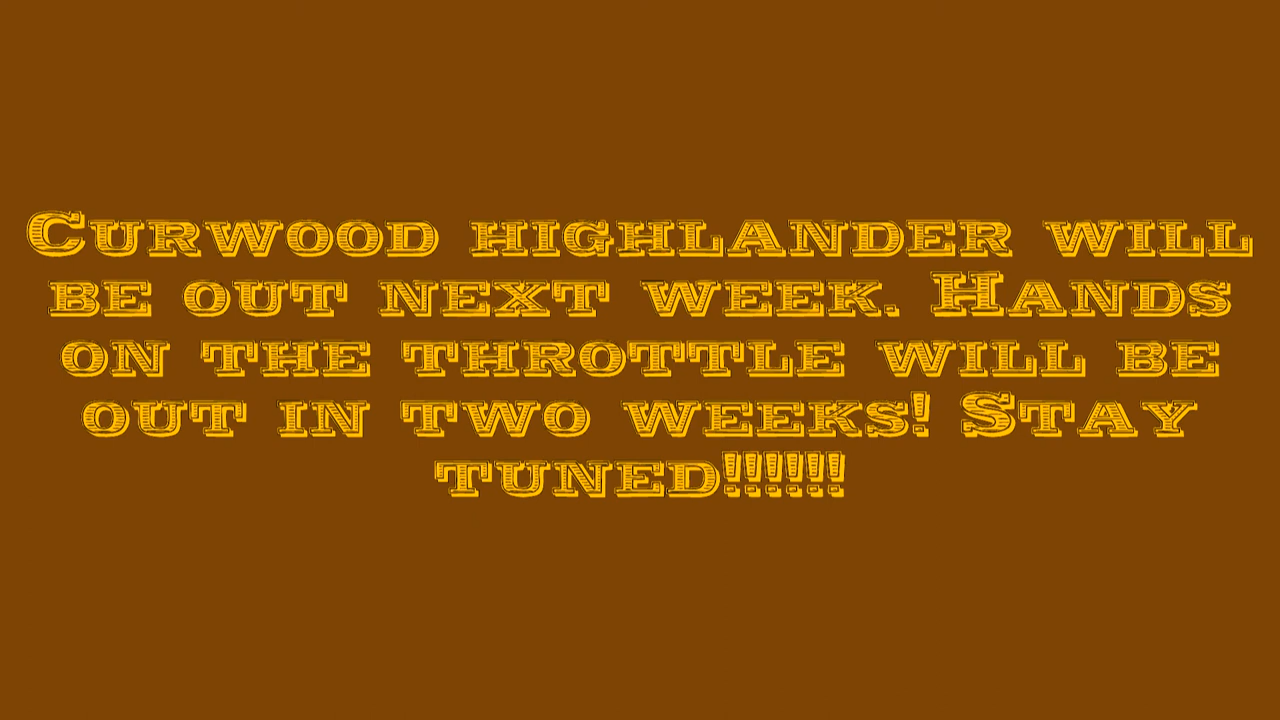 Curwood highlander will
be out next week. Hands
on the throttle will be
out in two weeks! Stay
tuned!!!!!!